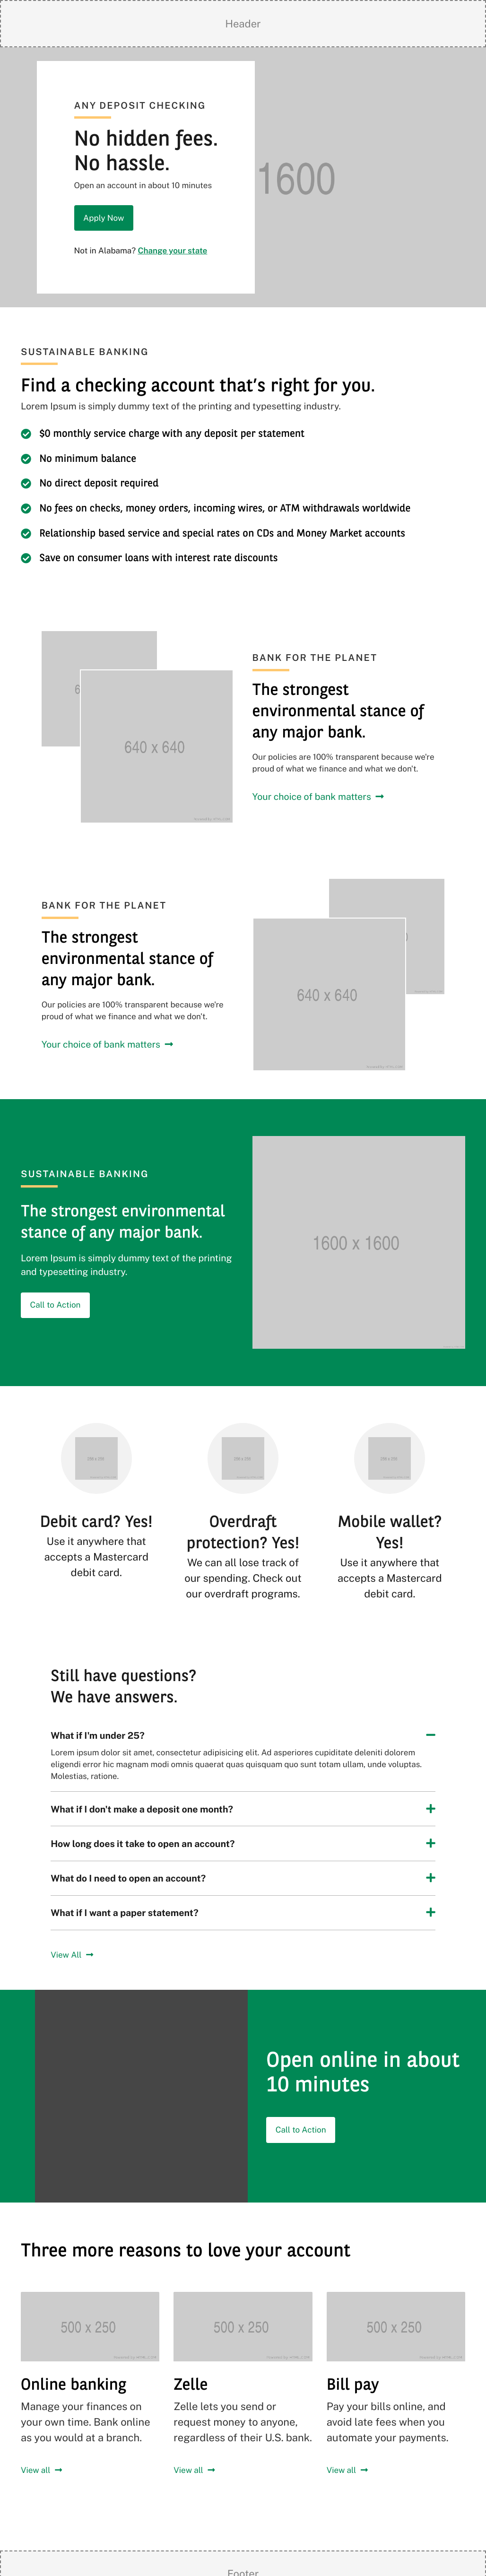 Header
ANY DEPOSIT CHECKING
No hidden fees.
No hassle.
Open an account in about 10 minutes
Apply Now
Not in Alabama? Change your state
1600
SUSTAINABLE BANKING
Find a checking account that's right for you.
Lorem Ipsum is simply dummy text of the printing and typesetting industry.
$0 monthly service charge with any deposit per statement
No minimum balance
No direct deposit required
No fees on checks, money orders, incoming wires, or ATM withdrawals worldwide
Relationship based service and special rates on CDs and Money Market accounts
Save on consumer loans with interest rate discounts
640 x 640
BANK FOR THE PLANET
The strongest
environmental stance of
any major bank.
Our policies are 100% transparent because we're
proud of what we finance and what we don't.
Your choice of bank matters
BANK FOR THE PLANET
The strongest
environmental stance of
any major bank.
Our policies are 100% transparent because we're
proud of what we finance and what we don't.
Your choice of bank matters
640 x 640
SUSTAINABLE BANKING
The strongest environmental
stance of any major bank.
Lorem Ipsum is simply dummy text of the printing
and typesetting industry.
Call to Action
1600 x 1600
Debit card? Yes!
Use it anywhere that
accepts a Mastercard
debit card.
Overdraft
protection? Yes!
We can all lose track of
our spending. Check out
our overdraft programs.
Mobile wallet?
Yes!
Use it anywhere that
accepts a Mastercard
debit card.
Still have questions?
We have answers.
What if I'm under 25?
Lorem ipsum dolor sit amet, consectetur adipisicing elit. Ad asperiores cupiditate deleniti dolorem
eligendi error hic magnam modi omnis quaerat quas quisquam quo sunt totam ullam, unde voluptas.
Molestias, ratione.
What if I don't make a deposit one month?
How long does it take to open an account?
What do I need to open an account?
What if I want a paper statement?
View All
Open online in about
10 minutes
Call to Action
Three more reasons to love your account
500 x 250
Online banking
Manage your finances on
your own time. Bank online
as you would at a branch.
View all
500 x 250
Zelle
Zelle lets you send or
request money to anyone,
regardless of their U.S. bank.
View all
500 x 250
Bill pay
Pay your bills online, and
avoid late fees when you
automate your payments.
View all
Footer